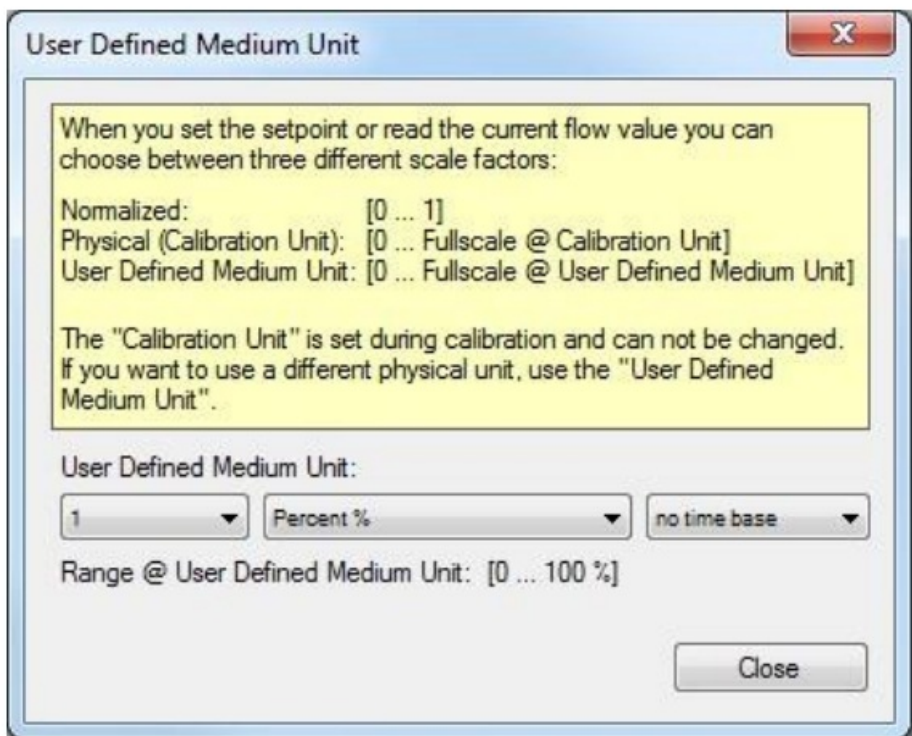 User Defined Medium Unit
When you set the setpoint or read the current flow value you can
choose between three different scale factors:
Normalized: [0 ... 1]
Physical (Calibration Unit): [0 ... Fullscale @ Calibration Unit]
User Defined Medium Unit: [0 ... Fullscale @ User Defined Medium Unit]
The "Calibration Unit" is set during calibration and can not be changed.
If you want to use a different physical unit, use the "User Defined
Medium Unit".
User Defined Medium Unit:
1 Percent % no time base
Range @ User Defined Medium Unit: [0 ... 100 %]
Close